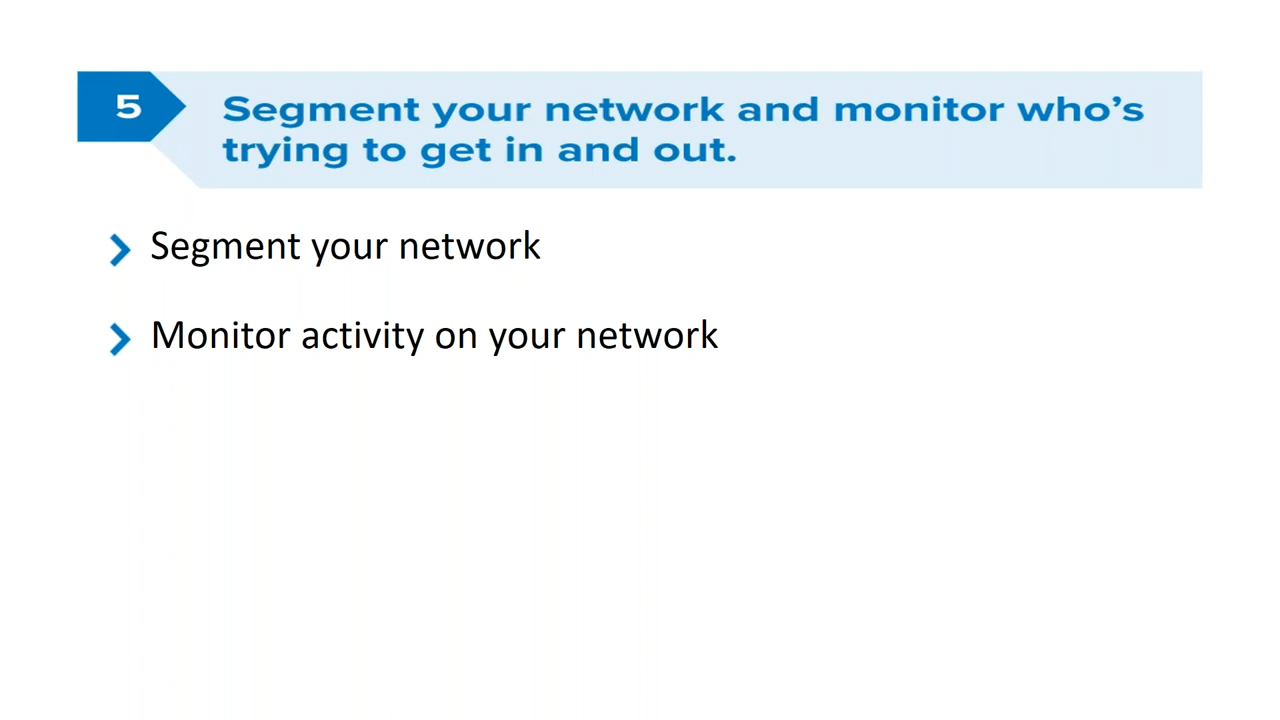 5
Segment your network and monitor who’s
trying to get in and out.
Segment your network
Monitor activity on your network